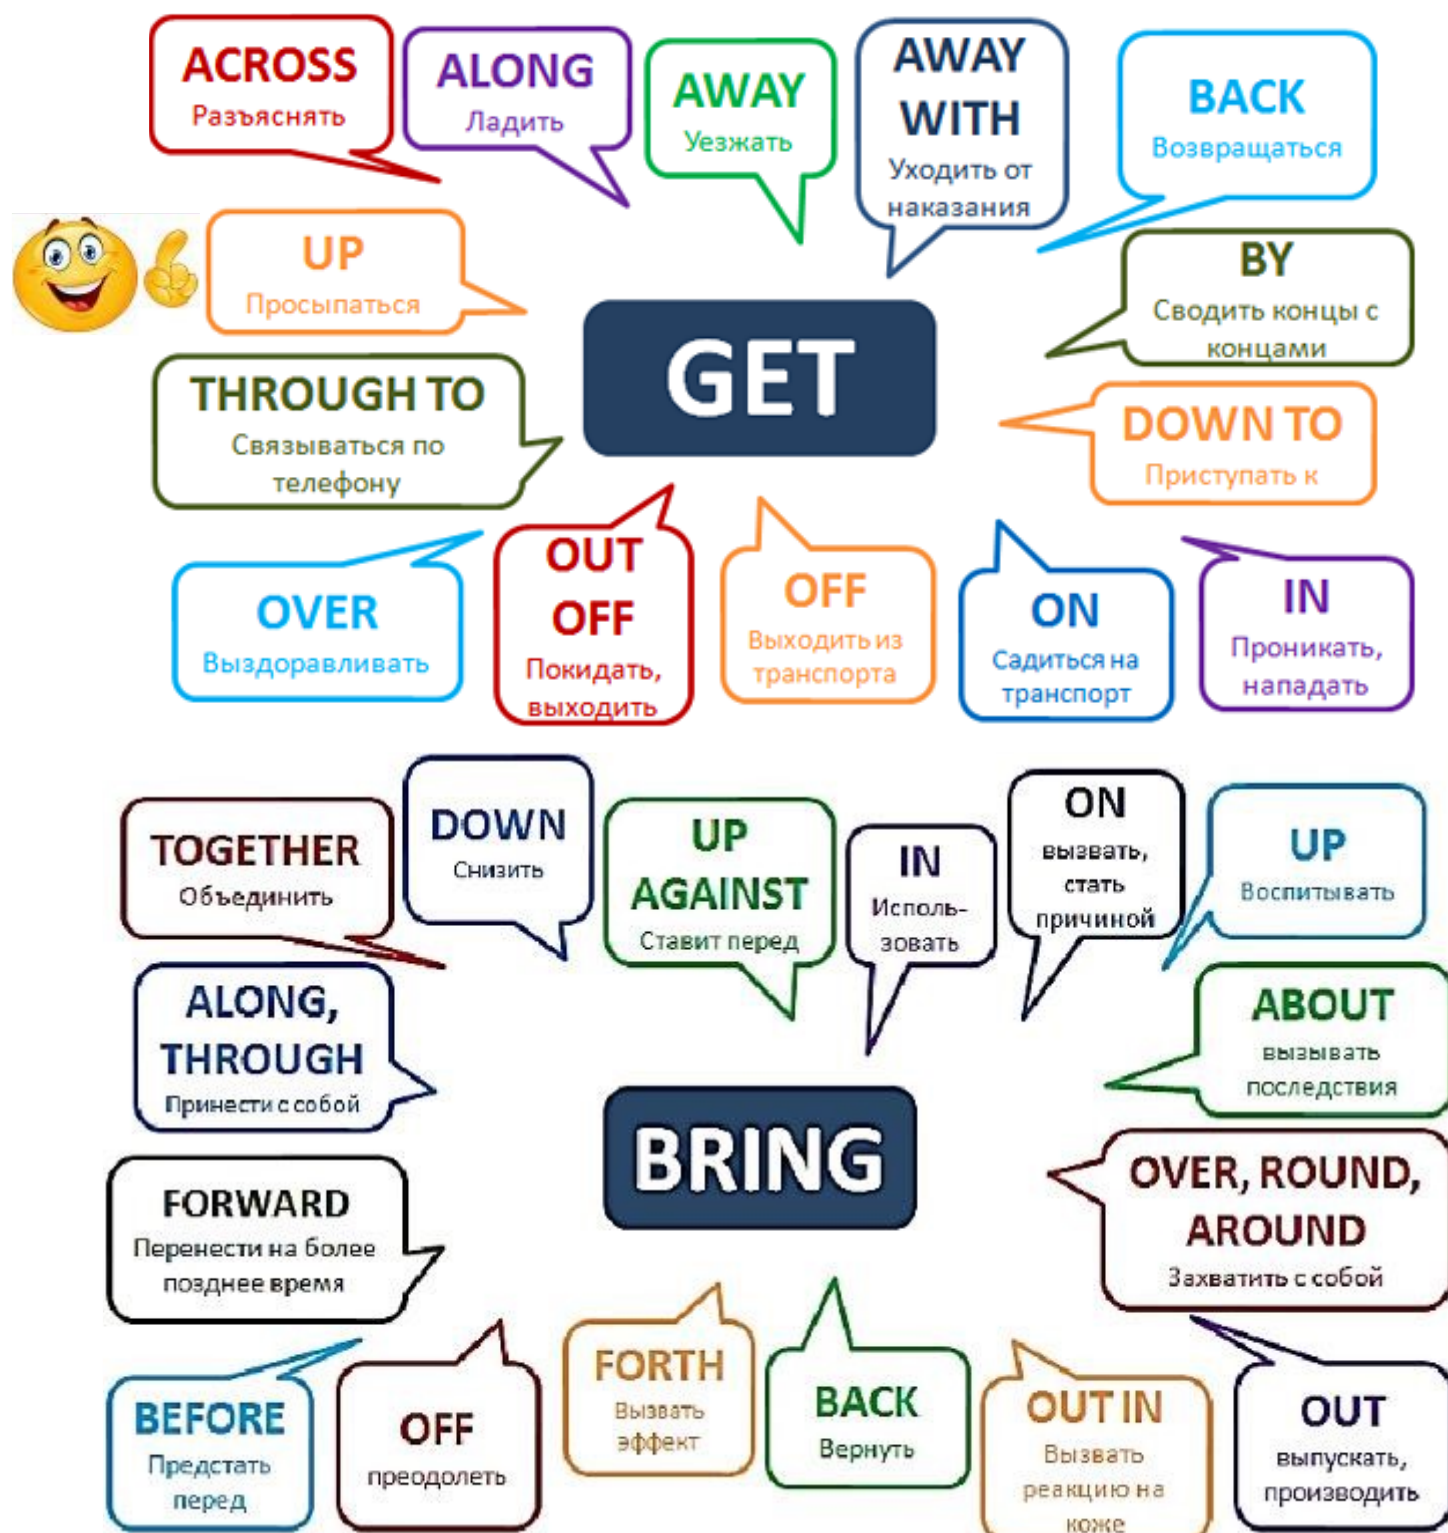 ACROSS
Разъяснять
ALONG
Ладить
AWAY
Уезжать
AWAY
WITH
Уходить от
наказания
BACK
Возвращаться
UP
Просыпаться
BY
Сводить концы с
концами
GET
THROUGH TO
Связываться по
телефону
DOWN TO
Приступать к
OVER
Выздоравливать
OUT
OFF
Покидать,
выходить
OFF
Выходить из
транспорта
ON
Садиться на
транспорт
IN
Проникать,
нападать
TOGETHER
Объединить
DOWN
Снизить
UP
AGAINST
Ставит перед
IN
Исполь-
зовать
ON
вызвать,
стать
причиной
UP
Воспитывать
ALONG,
THROUGH
Принести с собой
ABOUT
вызывать
последствия
BRING
FORWARD
Перенести на более
позднее время
OVER, ROUND,
AROUND
Захватить с собой
BEFORE
Предстать
перед
OFF
преодолеть
FORTH
Вызвать
эффект
BACK
Вернуть
OUT IN
Вызвать
реакцию на
коже
OUT
выпускать,
производить